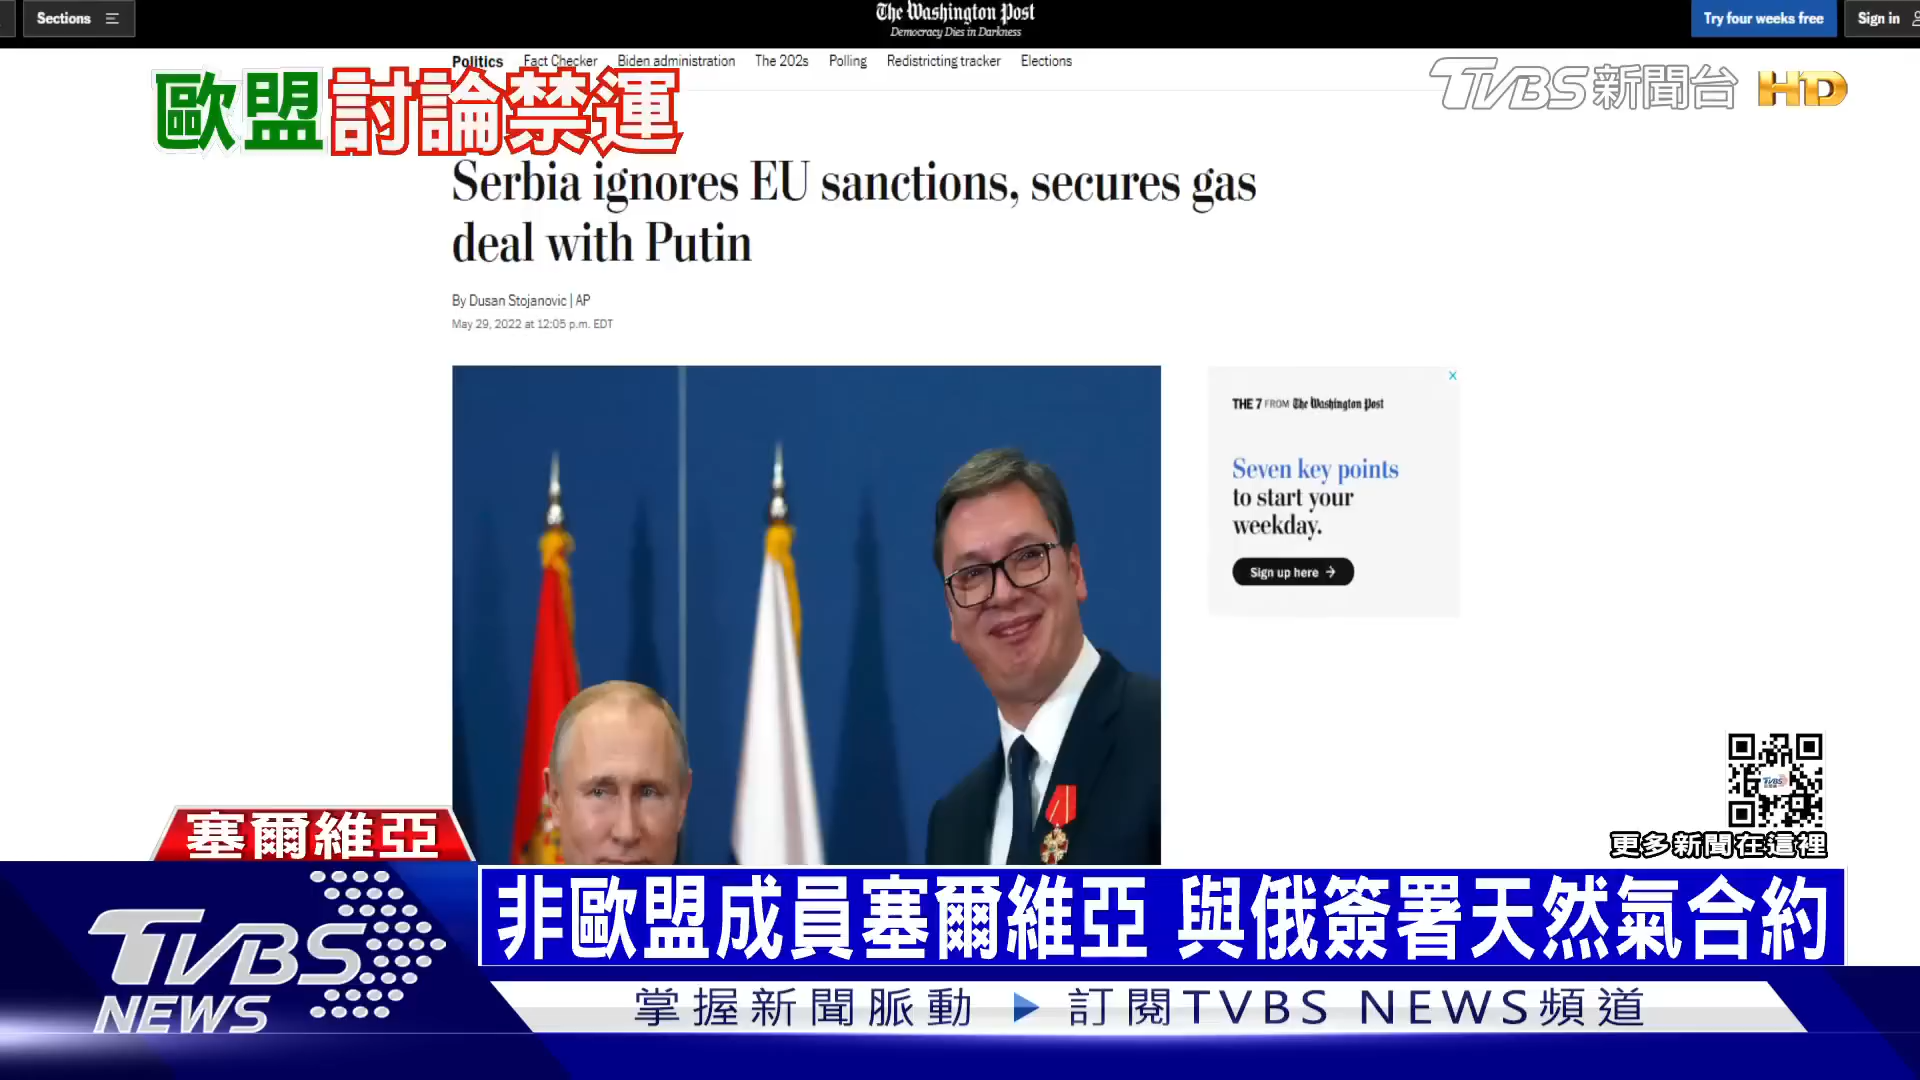 Sections
The Washington Post
Democracy Dies in Darkness
Try four weeks free
Sign in
Politics Fact Checker Biden administration The 202s Polling Redistricting tracker Elections
歐盟討論禁運
TVBS新聞台 HD
Serbia ignores EU sanctions, secures gas
deal with Putin
By Dusan Stojanovic | AP
May 29, 2022 at 12:05 p.m. EDT
THE 7 FROM The Washington Post
Seven key points
to start your
weekday.
Sign up here →
TVBS
更多新聞在這裡
塞爾維亞
非歐盟成員塞爾維亞 與俄簽署天然氣合約
TVBS
NEWS
掌握新聞脈動 ▶ 訂閱TVBS NEWS頻道